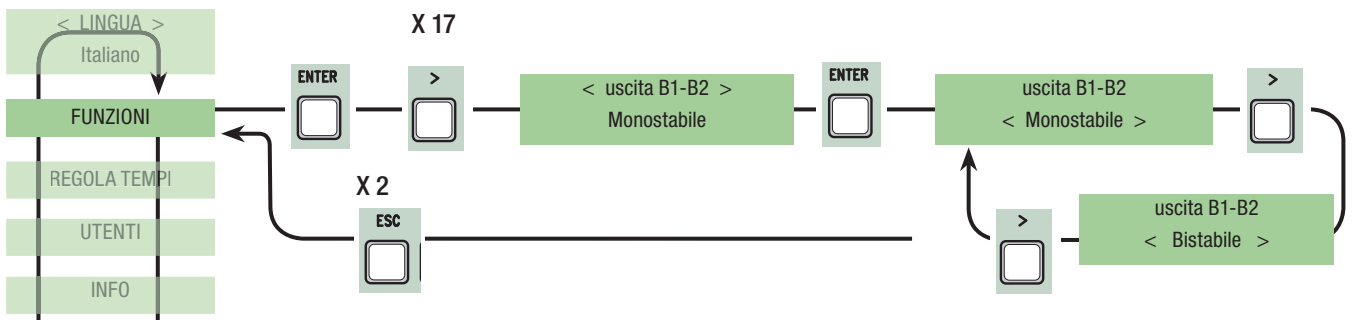 < LINGUA >
Italiano
FUNZIONI
REGOLA TEMPI
UTENTI
INFO
ENTER
X 17
>
< uscita B1-B2 >
Monostabile
ENTER
uscita B1-B2
< Monostabile >
>
uscita B1-B2
< Bistabile >
>
X 2
ESC